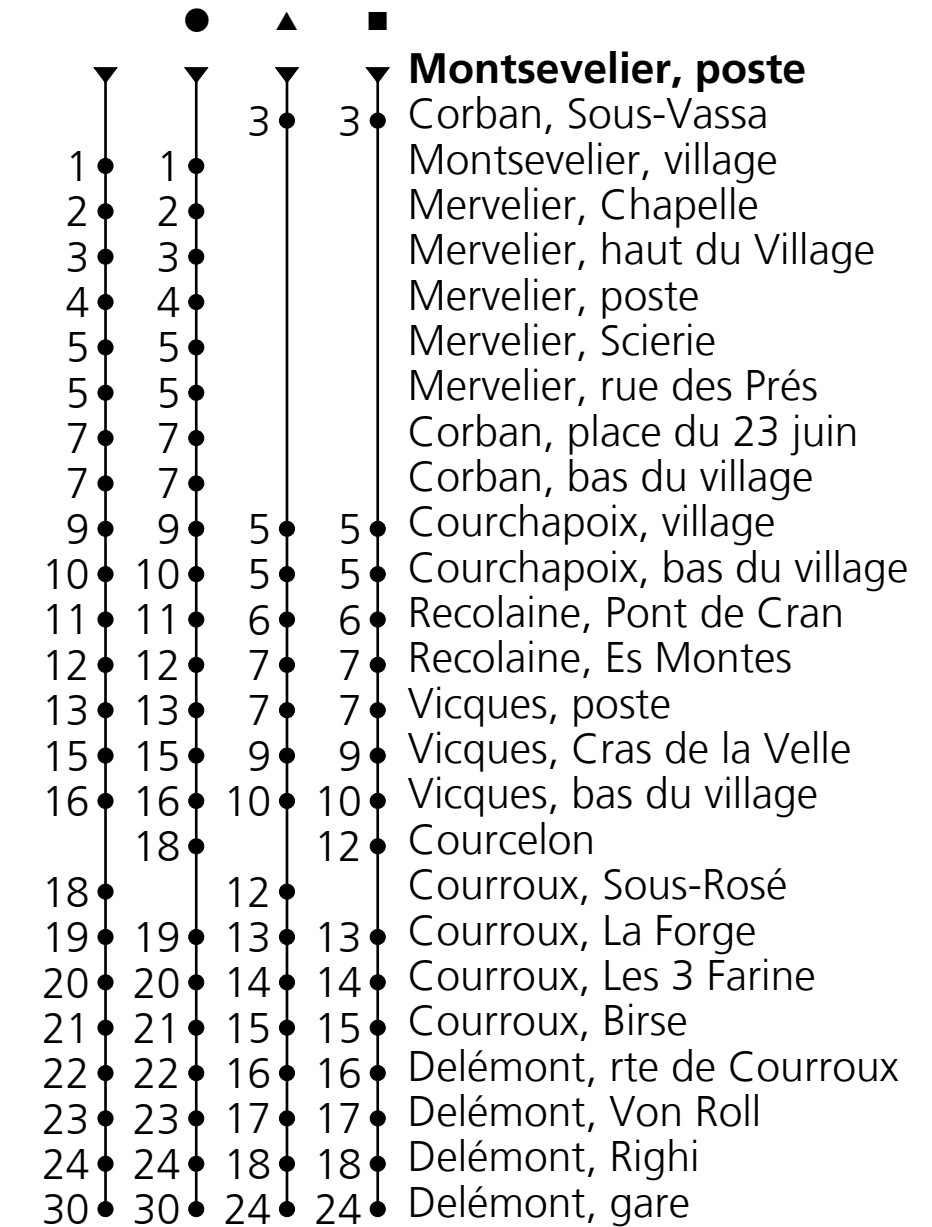 ● ▲ ■
Montsevelier, poste
3 3 Corban, Sous-Vassa
1 1 Montsevelier, village
2 2 Mervelier, Chapelle
3 3 Mervelier, haut du Village
4 4 Mervelier, poste
5 5 Mervelier, Scierie
5 5 Mervelier, rue des Prés
7 7 Corban, place du 23 juin
7 7 Corban, bas du village
9 9 5 5 Courchapoix, village
10 10 5 5 Courchapoix, bas du village
11 11 6 6 Recolaine, Pont de Cran
12 12 7 7 Recolaine, Es Montes
13 13 7 7 Vicques, poste
15 15 9 9 Vicques, Cras de la Velle
16 16 10 10 Vicques, bas du village
18 12 Courcelon
18 12 Courroux, Sous-Rosé
19 19 13 13 Courroux, La Forge
20 20 14 14 Courroux, Les 3 Farine
21 21 15 15 Courroux, Birse
22 22 16 16 Delémont, rte de Courroux
23 23 17 17 Delémont, Von Roll
24 24 18 18 Delémont, Righi
30 30 24 24 Delémont, gare